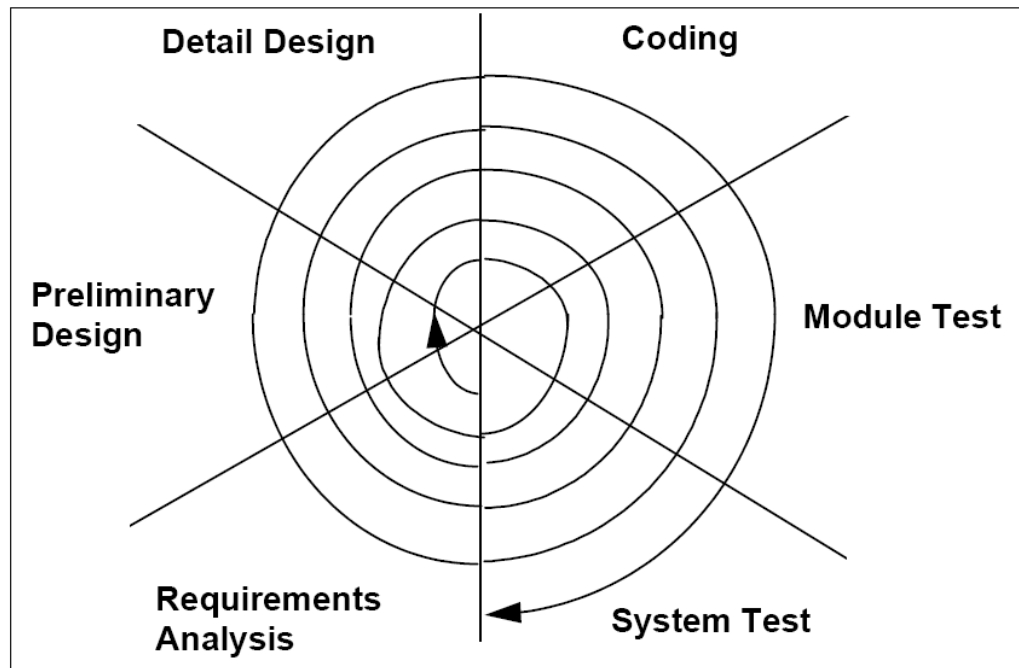 Detail Design
Coding
Preliminary
Design
Module Test
Requirements
Analysis
System Test